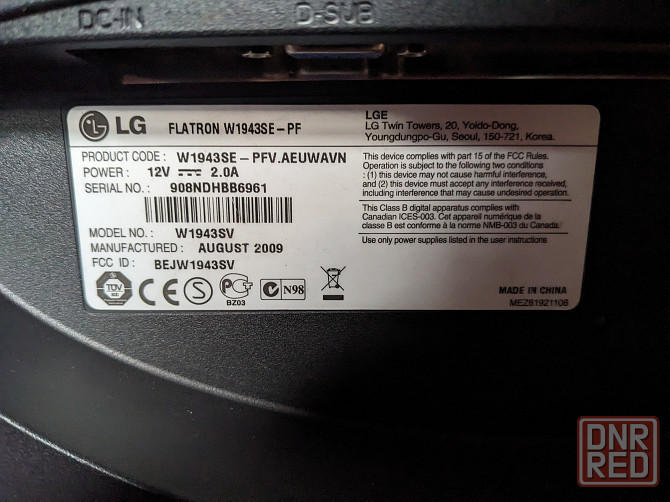 DC-IN
D-SUB
LG
FLATRON W1943SE-PF
LGE
LG Twin Towers, 20, Yoido-Dong,
Youngdungpo-Gu, Seoul, 150-721, Korea.
PRODUCT CODE : W1943SE-PFV.AEUWAVN
POWER : 12V 2.0A
SERIAL NO. : 908NDHBB6961
MODEL NO. : W1943SV
MANUFACTURED : AUGUST 2009
FCC ID : BEJW1943SV
This device complies with part 15 of the FCC Rules.
Operation is subject to the following two conditions
: (1) this device may not cause harmful interference,
and (2) this device must accept any interference received,
including interference that may cause undesired operation.
This Class B digital apparatus complies with
Canadian ICES-003. Cet appareil numérique de la
classe B est conforme à la norme NMB-003 du Canada.
Use only power supplies listed in the user instructions
TÜV
CE
S
BZ03
N98
MADE IN CHINA
MEZ61921108
DNR
RED